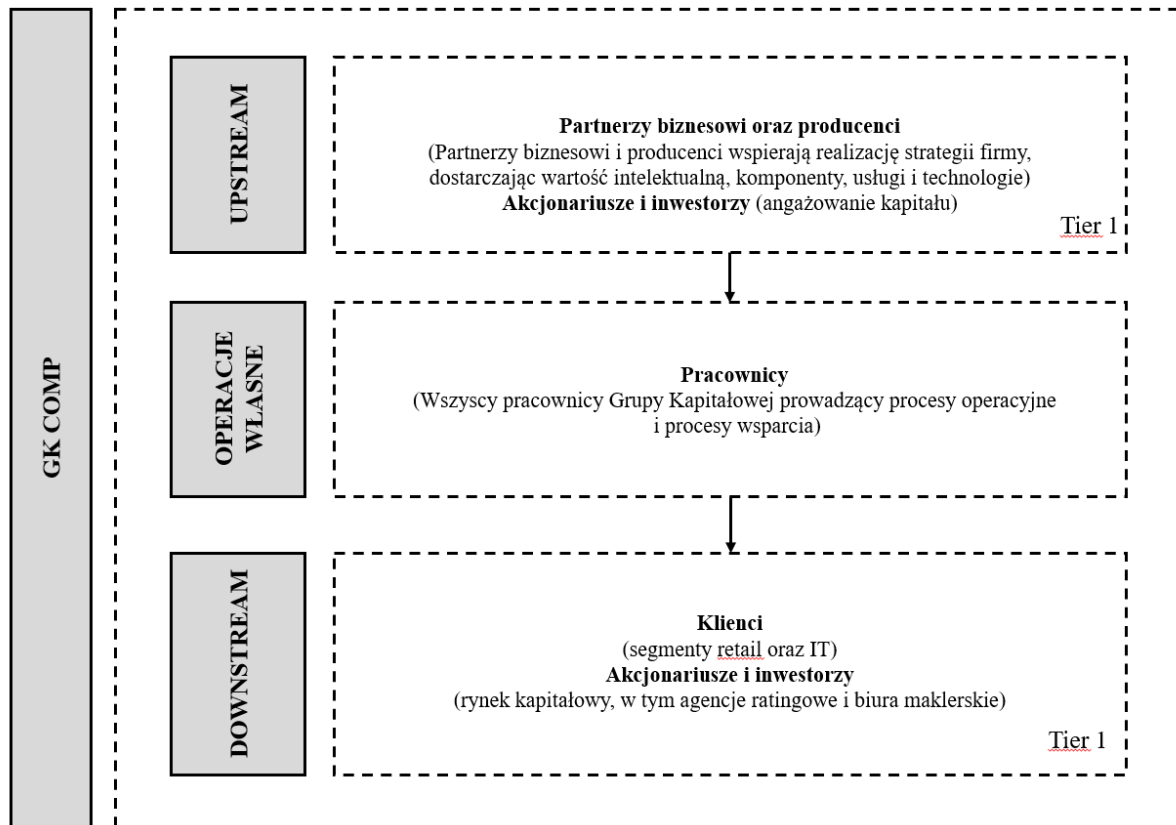 GK COMP
UPSTREAM
Partnerzy biznesowi oraz producenci
(Partnerzy biznesowi i producenci wspierają realizację strategii firmy,
dostarczając wartość intelektualną, komponenty, usługi i technologie)
Akcjonariusze i inwestorzy (angażowanie kapitału)
Tier 1
OPERACJE
WŁASNE
Pracownicy
(Wszyscy pracownicy Grupy Kapitałowej prowadzący procesy operacyjne
i procesy wsparcia)
DOWNSTREAM
Klienci
(segmenty retail oraz IT)
Akcjonariusze i inwestorzy
(rynek kapitałowy, w tym agencje ratingowe i biura maklerskie)
Tier 1